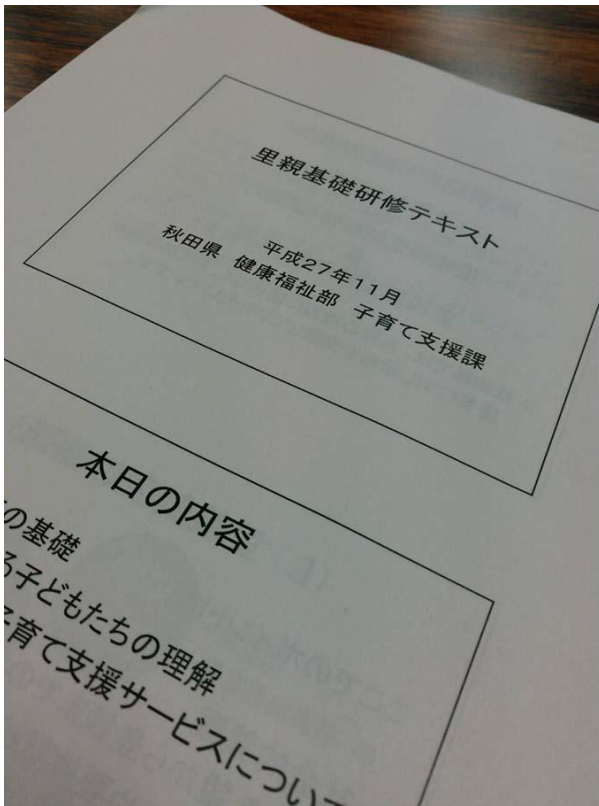 里親基礎研修テキスト
平成27年11月
秋田県 健康福祉部 子育て支援課
本日の内容
の基礎
る子どもたちの理解
子育て支援サービスについて